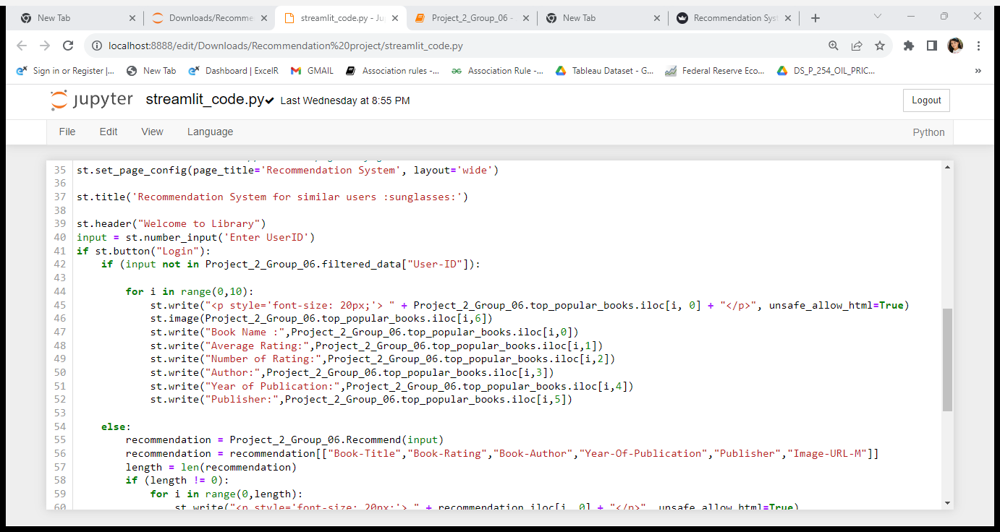 New Tab
Downloads/Recomme
streamlit_code.py - Ju
Project_2_Group_06 -
New Tab
Recommendation Syst
localhost:8888/edit/Downloads/Recommendation%20project/streamlit_code.py
Sign in or Register |...
New Tab
Dashboard | ExcelR
GMAIL
Association rules -...
Association Rule -...
Tableau Dataset - G...
Federal Reserve Eco...
DS_P_254_OIL_PRIC...
»
jupyter streamlit_code.py✔ Last Wednesday at 8:55 PM
Logout
File Edit View Language
Python
35 st.set_page_config(page_title='Recommendation System', layout='wide')
36
37 st.title('Recommendation System for similar users :sunglasses:')
38
39 st.header("Welcome to Library")
40 input = st.number_input('Enter UserID')
41 if st.button("Login"):
42     if (input not in Project_2_Group_06.filtered_data["User-ID"]):
43
44         for i in range(0,10):
45             st.write("<p style='font-size: 20px;'> " + Project_2_Group_06.top_popular_books.iloc[i, 0] + "</p>", unsafe_allow_html=True)
46             st.image(Project_2_Group_06.top_popular_books.iloc[i,6])
47             st.write("Book Name :",Project_2_Group_06.top_popular_books.iloc[i,0])
48             st.write("Average Rating:",Project_2_Group_06.top_popular_books.iloc[i,1])
49             st.write("Number of Rating:",Project_2_Group_06.top_popular_books.iloc[i,2])
50             st.write("Author:",Project_2_Group_06.top_popular_books.iloc[i,3])
51             st.write("Year of Publication:",Project_2_Group_06.top_popular_books.iloc[i,4])
52             st.write("Publisher:",Project_2_Group_06.top_popular_books.iloc[i,5])
53
54     else:
55         recommendation = Project_2_Group_06.Recommend(input)
56         recommendation = recommendation[["Book-Title","Book-Rating","Book-Author","Year-Of-Publication","Publisher","Image-URL-M"]]
57         length = len(recommendation)
58         if (length != 0):
59             for i in range(0,length):
60                 st.write("<p style='font-size: 20px;'> " + recommendation.iloc[i, 0] + "</p>", unsafe_allow_html=True)